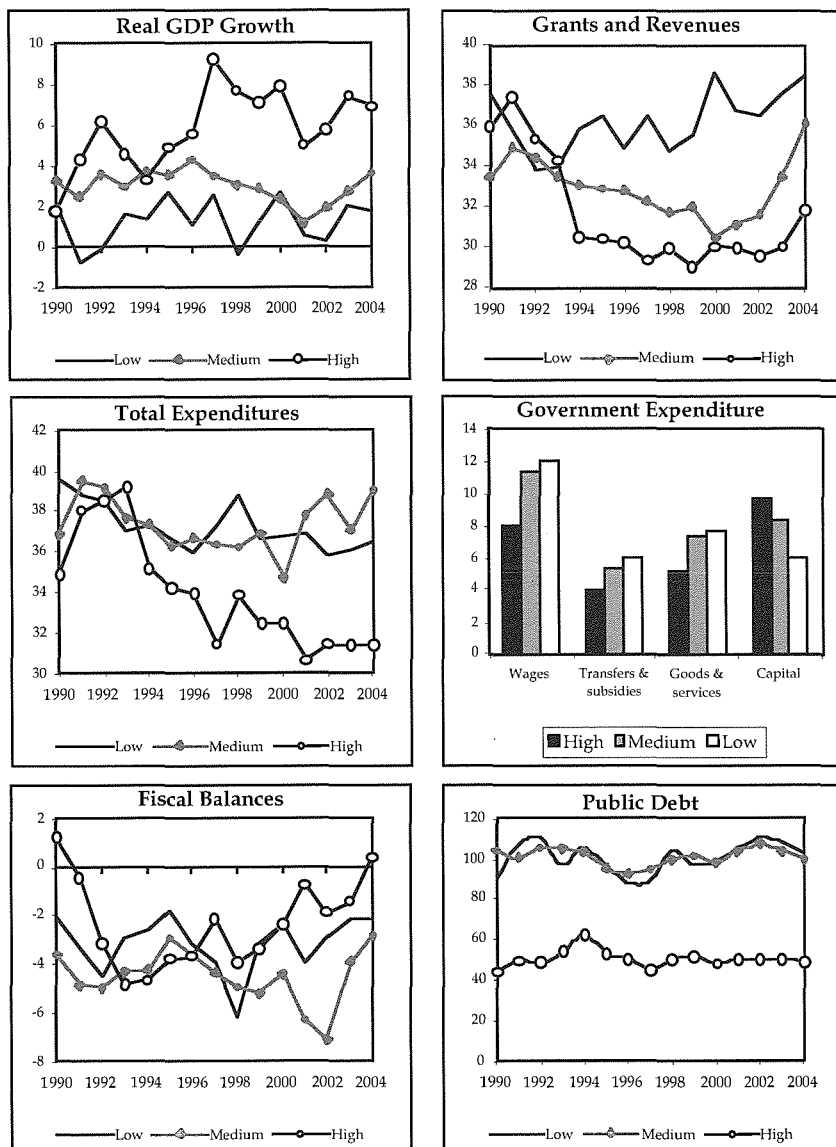 Real GDP Growth
10
8
6
4
2
0
-2
1990 1992 1994 1996 1998 2000 2002 2004
Low Medium High
Grants and Revenues
40
38
36
34
32
30
28
1990 1992 1994 1996 1998 2000 2002 2004
Low Medium High
Total Expenditures
42
40
38
36
34
32
30
1990 1992 1994 1996 1998 2000 2002 2004
Low Medium High
Government Expenditure
14
12
10
8
6
4
2
0
Wages Transfers & Goods & Capital
subsidies services
High Medium Low
Fiscal Balances
2
0
-2
-4
-6
-8
1990 1992 1994 1996 1998 2000 2002 2004
Low Medium High
Public Debt
120
100
80
60
40
20
0
1990 1992 1994 1996 1998 2000 2002 2004
Low Medium High